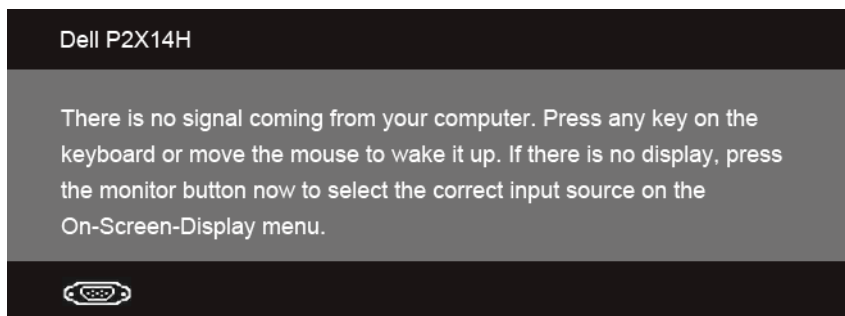 Dell P2X14H
There is no signal coming from your computer. Press any key on the
keyboard or move the mouse to wake it up. If there is no display, press
the monitor button now to select the correct input source on the
On-Screen-Display menu.